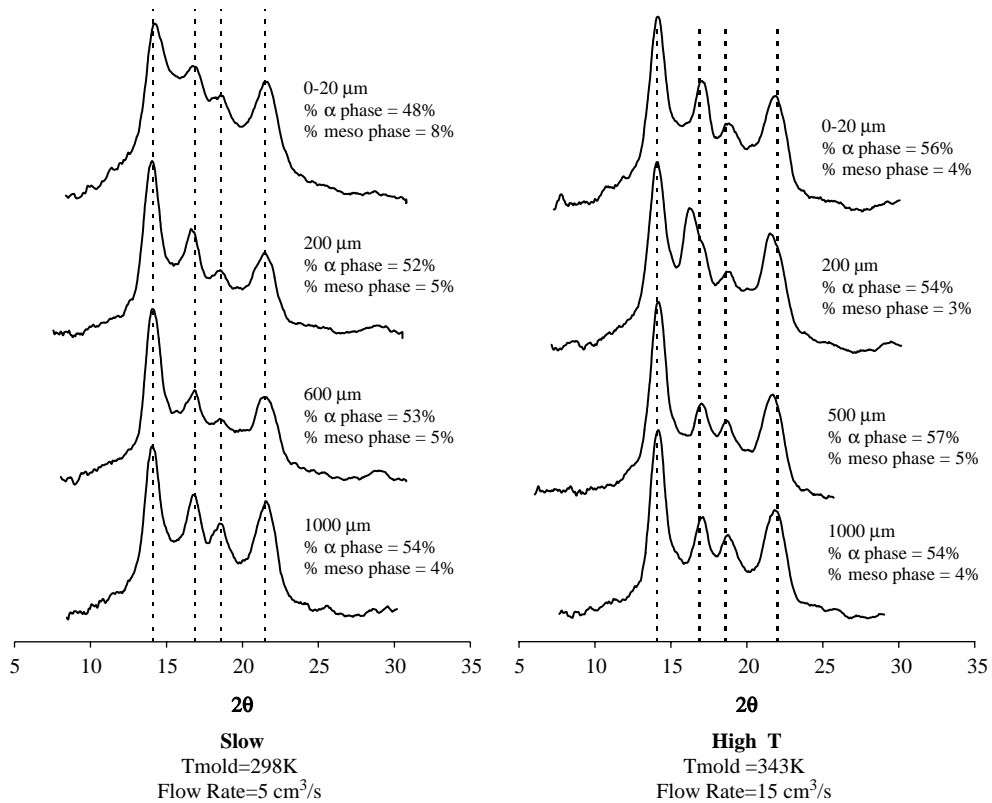 0-20 µm
% α phase = 48%
% meso phase = 8%
200 µm
% α phase = 52%
% meso phase = 5%
600 µm
% α phase = 53%
% meso phase = 5%
1000 µm
% α phase = 54%
% meso phase = 4%
5 10 15 20 25 30 35
2θ
Slow
Tmold=298K
Flow Rate=5 cm³/s
0-20 µm
% α phase = 56%
% meso phase = 4%
200 µm
% α phase = 54%
% meso phase = 3%
500 µm
% α phase = 57%
% meso phase = 5%
1000 µm
% α phase = 54%
% meso phase = 4%
5 10 15 20 25 30 35
2θ
High T
Tmold =343K
Flow Rate=15 cm³/s